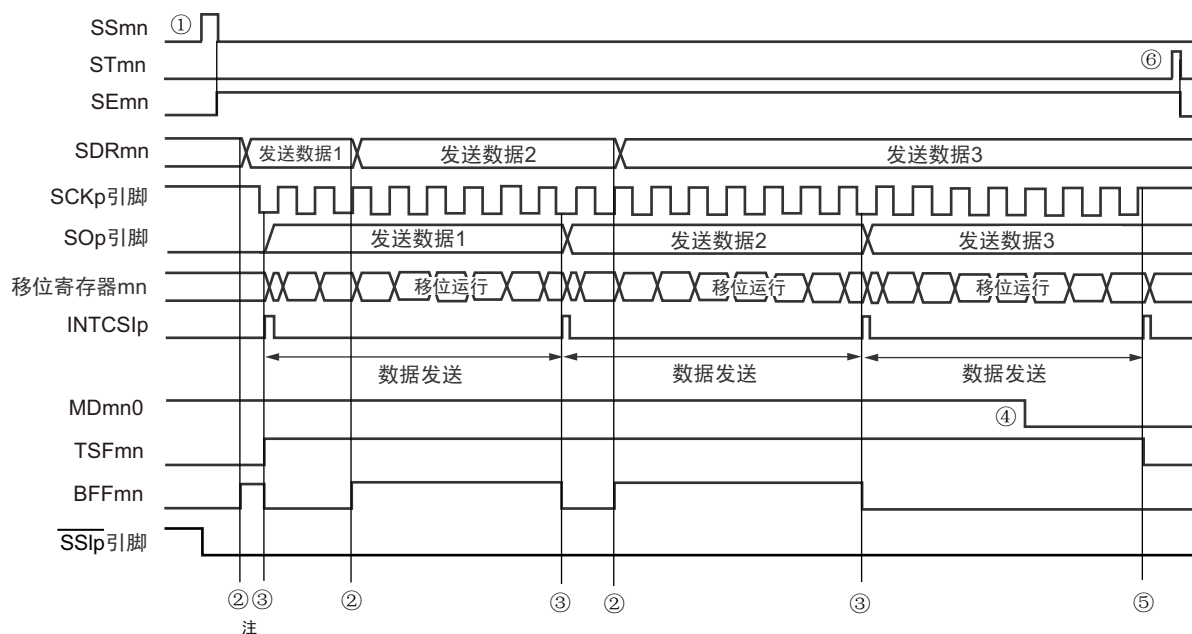 SSmn ①
STmn ⑥
SEmn
SDRmn 发送数据1 发送数据2 发送数据3
SCKp引脚
SOp引脚 发送数据1 发送数据2 发送数据3
移位寄存器mn 移位运行 移位运行 移位运行
INTCSIp
数据发送 数据发送 数据发送
MDmn0 ④
TSFmn
BFFmn
SSIp引脚
② ③ ② ③ ② ③ ⑤
注